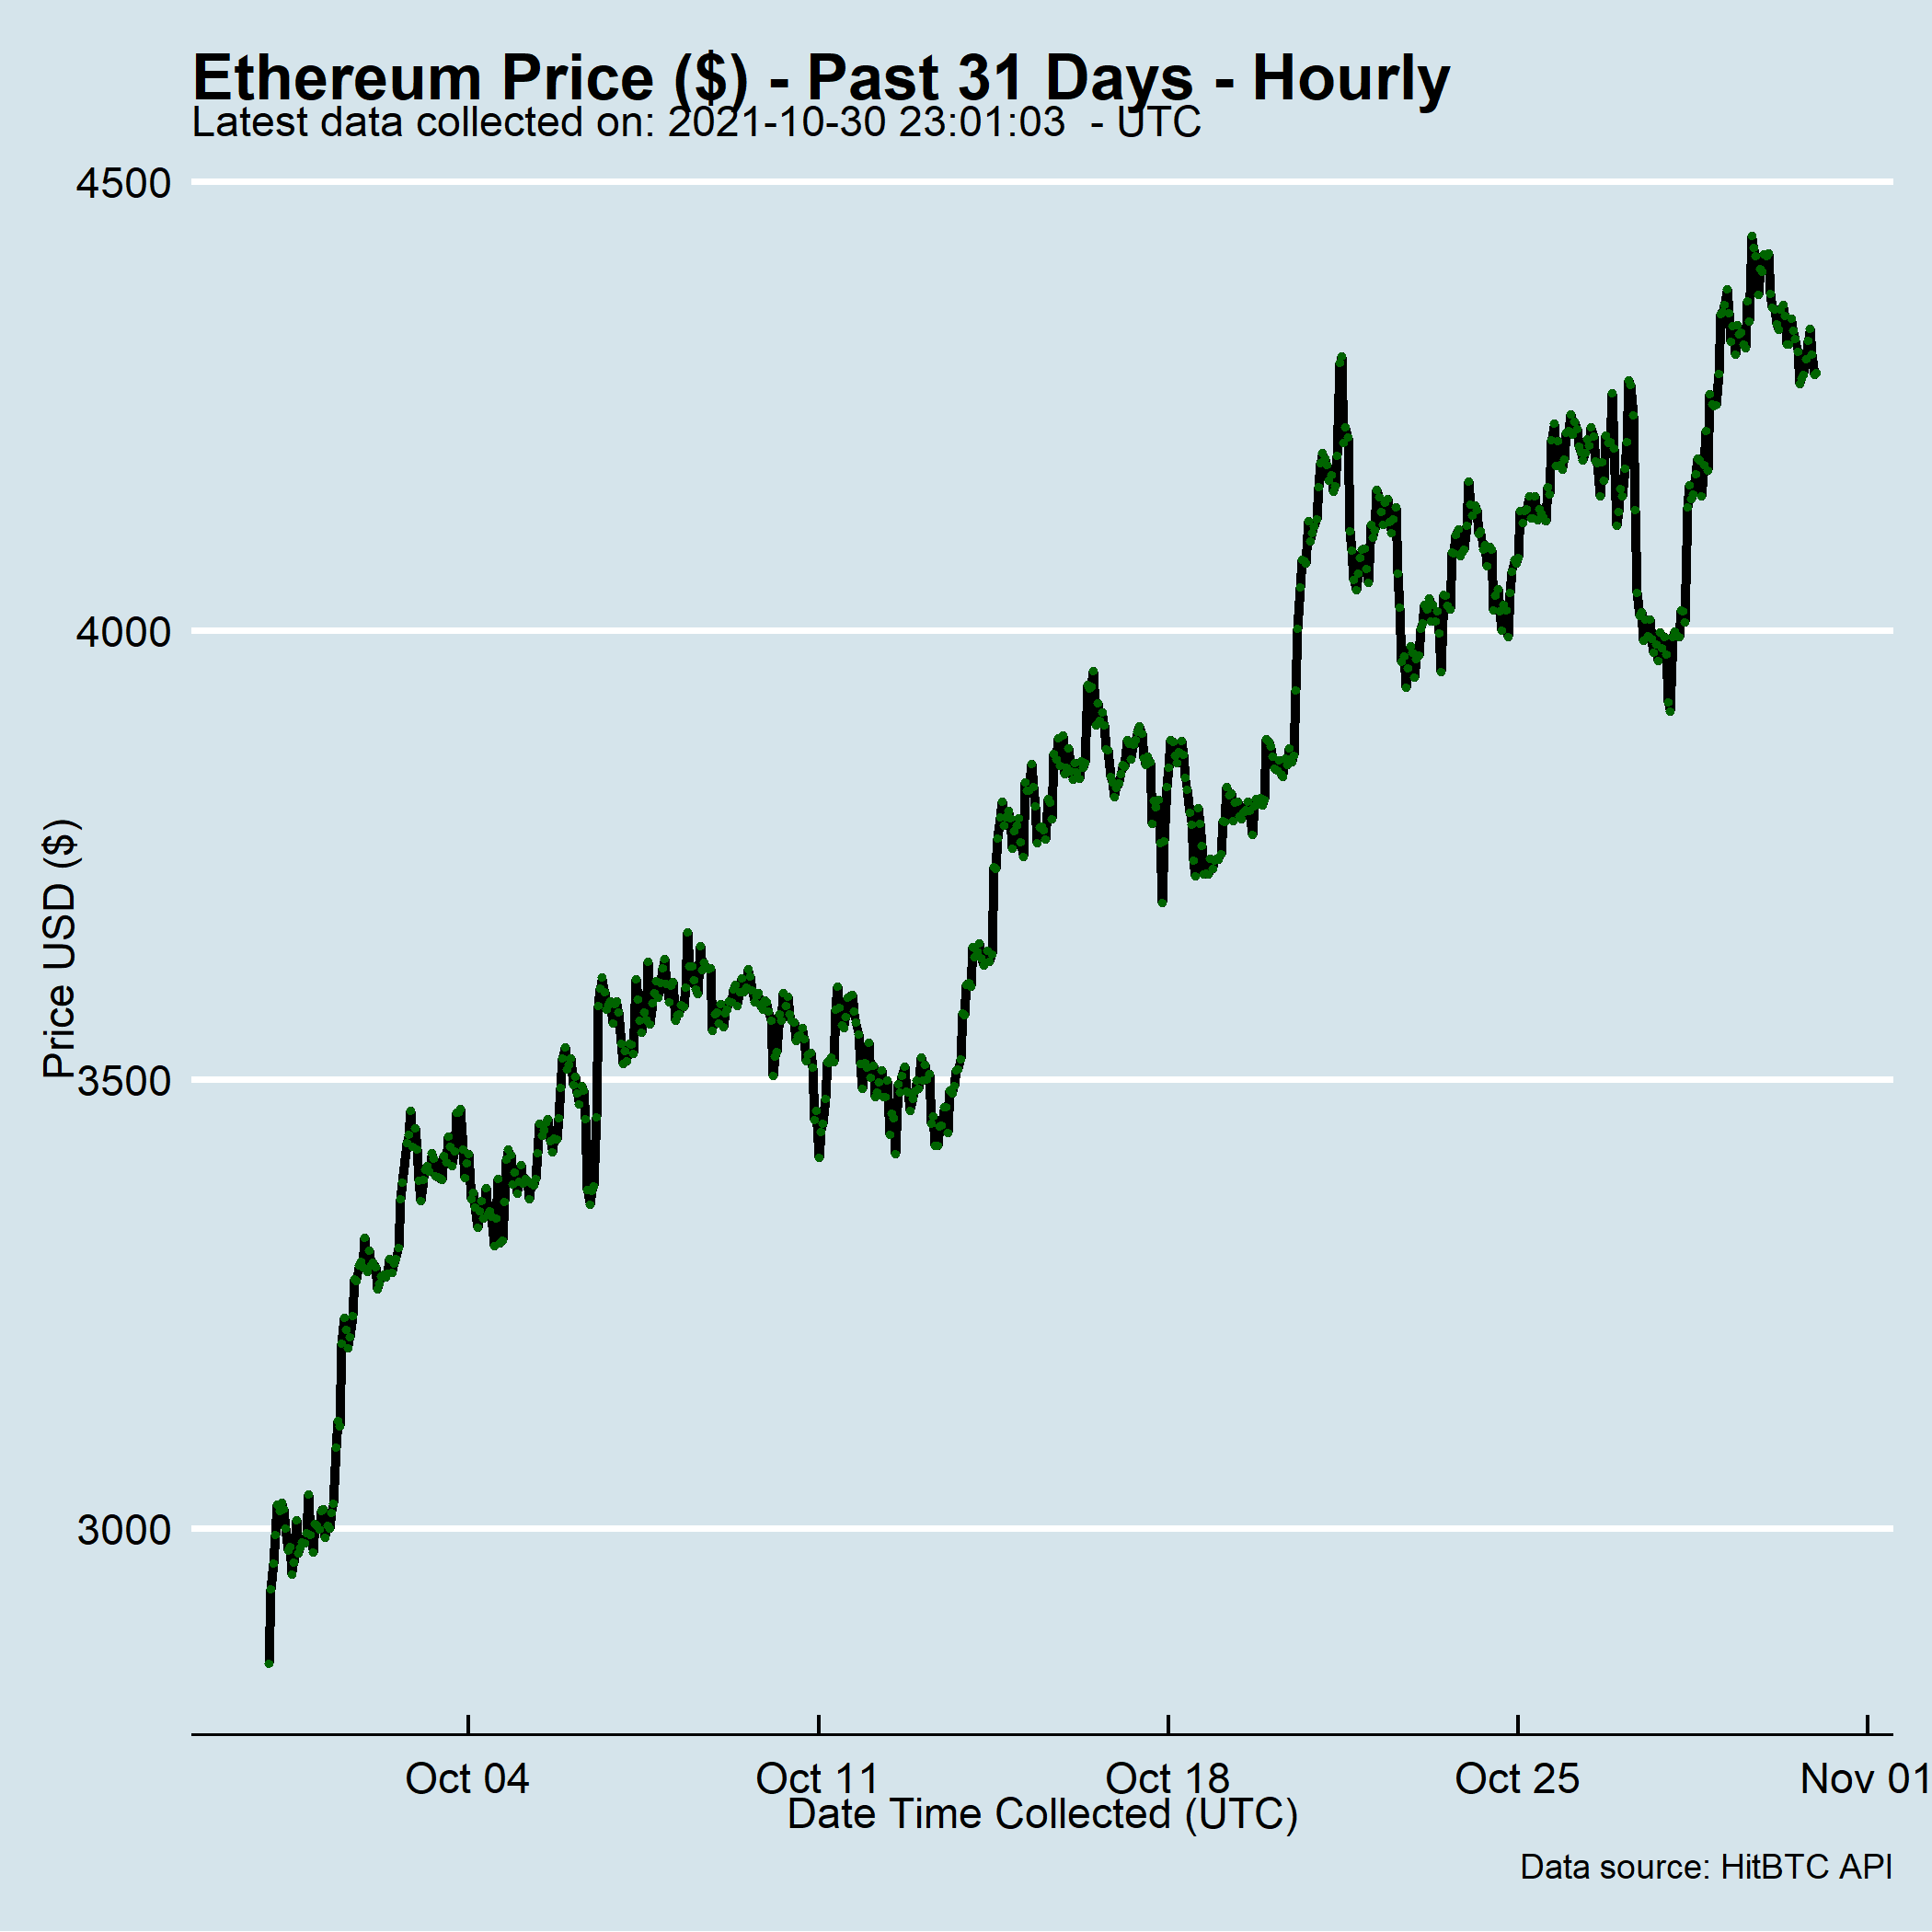 Ethereum Price ($) - Past 31 Days - Hourly
Latest data collected on: 2021-10-30 23:01:03  - UTC
4500
4000
3500
3000
Price USD ($)
Oct 04
Oct 11
Oct 18
Oct 25
Nov 01
Date Time Collected (UTC)
Data source: HitBTC API